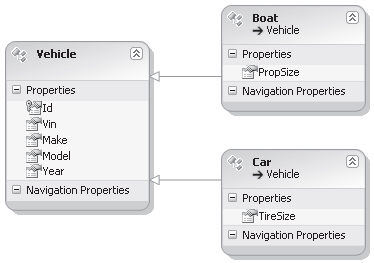 Vehicle
Properties
Id
Vin
Make
Model
Year
Navigation Properties
Boat
Vehicle
Properties
PropSize
Navigation Properties
Car
Vehicle
Properties
TireSize
Navigation Properties